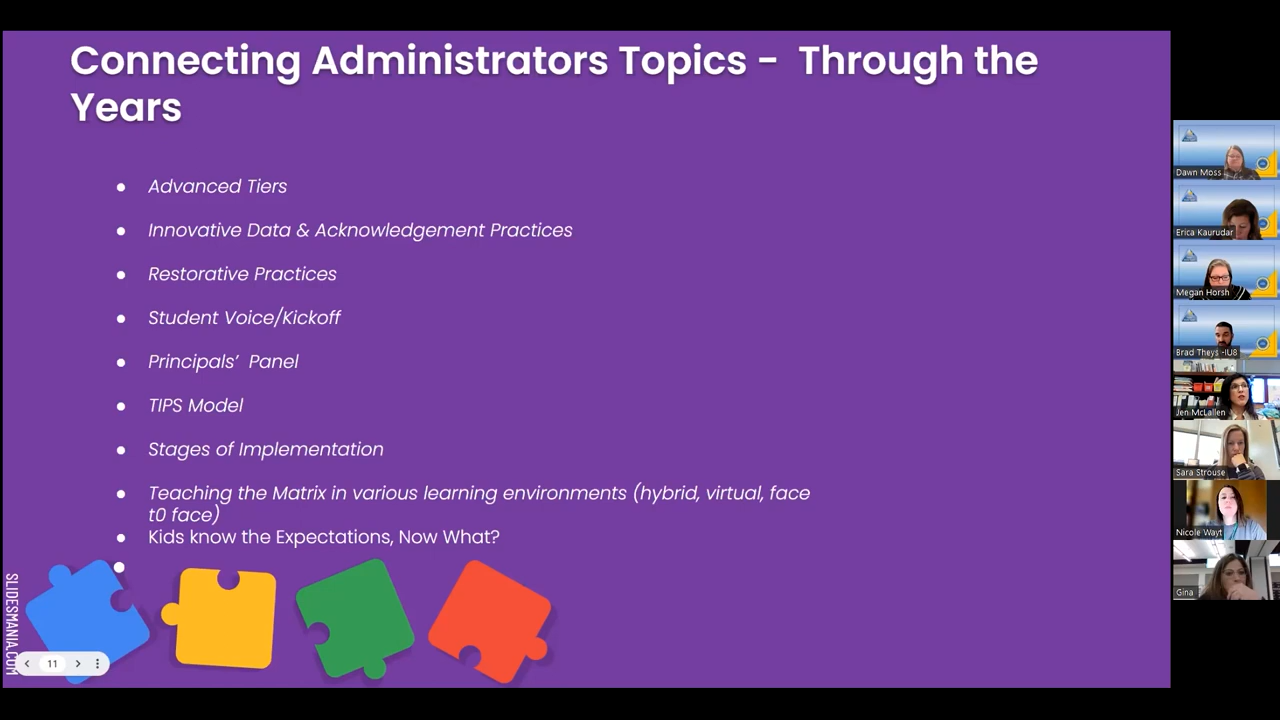 Connecting Administrators Topics - Through the
Years
● Advanced Tiers
● Innovative Data & Acknowledgement Practices
● Restorative Practices
● Student Voice/Kickoff
● Principals’ Panel
● TIPS Model
● Stages of Implementation
● Teaching the Matrix in various learning environments (hybrid, virtual, face
t0 face)
● Kids know the Expectations, Now What?
●
SLIDESMANIA.COM
11
Dawn Moss
Erica Kaurudar
Megan Horsh
Brad Theys -IU8
Jen McLallen
Sara Strouse
Nicole Wayt
Gina